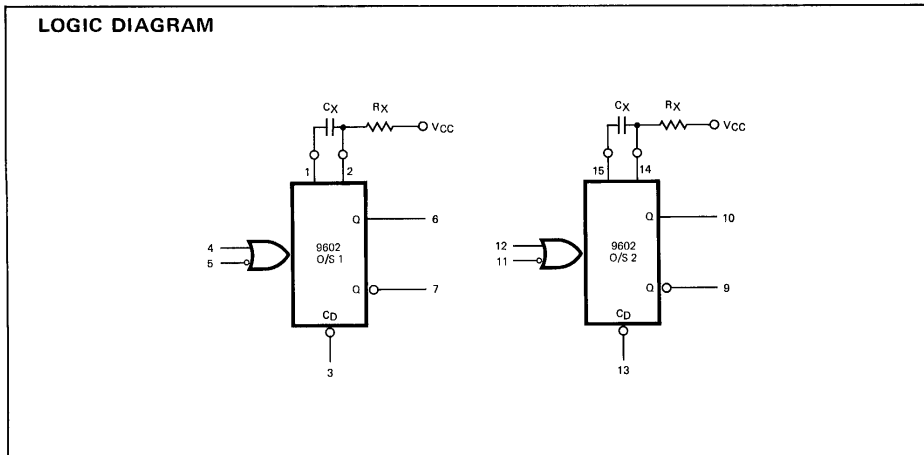 LOGIC DIAGRAM
CX RX
VCC
1 2
Q 6
4
5
9602
O/S 1
Q 7
CD
3
CX RX
VCC
15 14
Q 10
12
11
9602
O/S 2
Q 9
CD
13